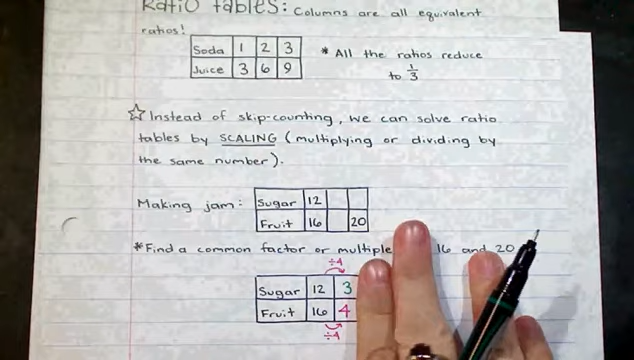 Ratio Tables: Columns are all equivalent
ratios!
Soda 1 2 3
Juice 3 6 9
* All the ratios reduce
to 1/3
☆ Instead of skip-counting, we can solve ratio
tables by SCALING (multiplying or dividing by
the same number).
Making jam:
Sugar 12
Fruit 16 20
*Find a common factor or multiple 16 and 20
÷4
Sugar 12 3
Fruit 16 4
÷4